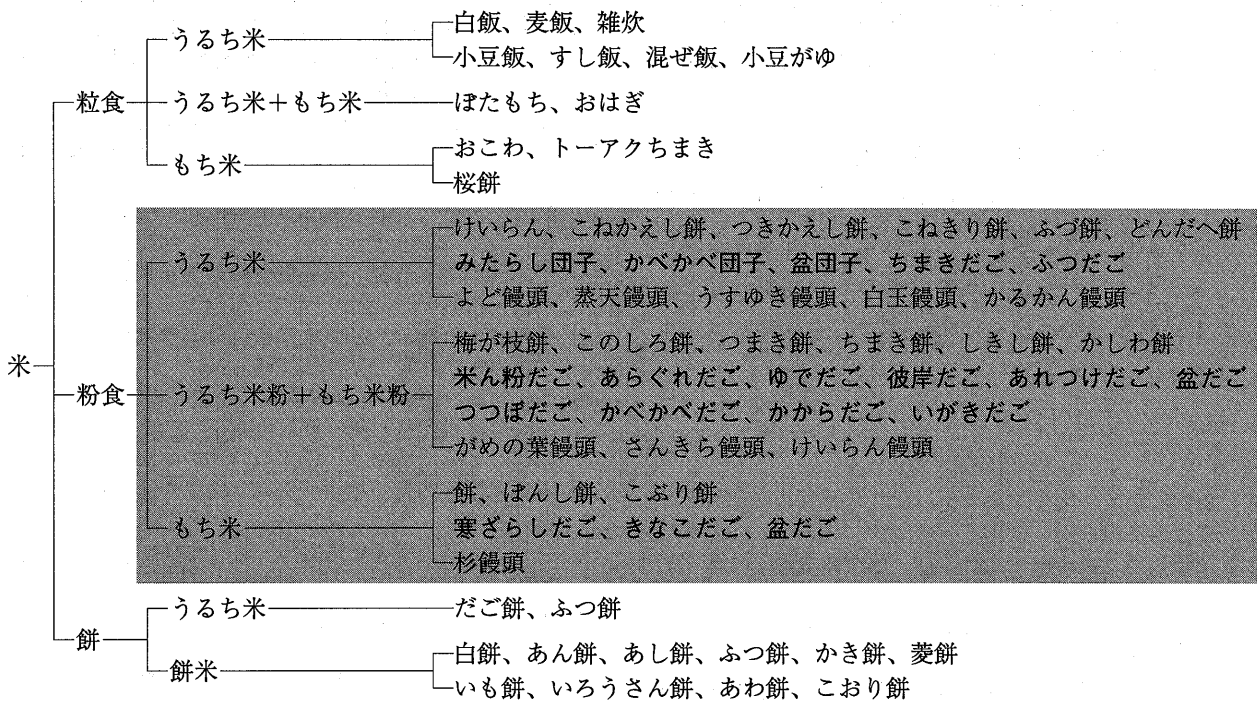 白飯、麦飯、雑炊
うるち米
小豆飯、すし飯、混ぜ飯、小豆がゆ
粒食
うるち米＋もち米
ぼたもち、おはぎ
おこわ、トーアクちまき
もち米
桜餅
けいらん、こねかえし餅、つきかえし餅、こねきり餅、ふづ餅、どんだへ餅
うるち米
みたらし団子、かべかべ団子、盆団子、ちまきだご、ふつだご
よど饅頭、蒸天饅頭、うすゆき饅頭、白玉饅頭、かるかん饅頭
梅が枝餅、このしろ餅、つまき餅、ちまき餅、しきし餅、かしわ餅
米
米ん粉だご、あらぐれだご、ゆでだご、彼岸だご、あれつけだご、盆だご
粉食
うるち米粉＋もち米粉
つつぼだご、かべかべだご、かからだご、いがきだご
がめの葉饅頭、さんきら饅頭、けいらん饅頭
餅、ぼんし餅、こぶり餅
もち米
寒ざらしだご、きなこだご、盆だご
杉饅頭
うるち米
だご餅、ふつ餅
餅
白餅、あん餅、あし餅、ふつ餅、かき餅、菱餅
餅米
いも餅、いろうさん餅、あわ餅、こおり餅